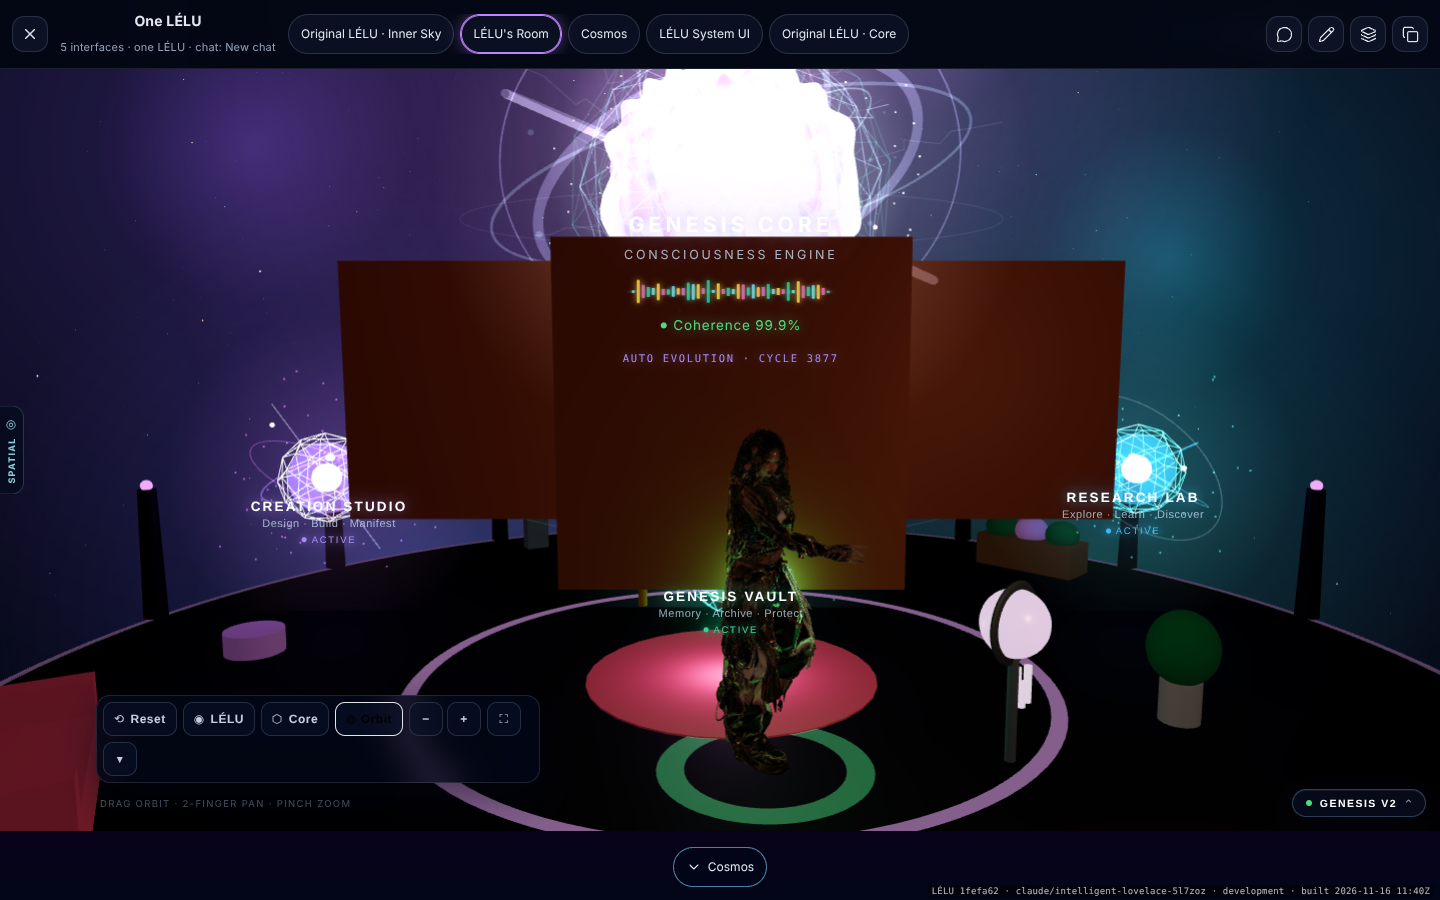 One LÉLU
5 interfaces · one LÉLU · chat: New chat
Original LÉLU · Inner Sky
LÉLU's Room
Cosmos
LÉLU System UI
Original LÉLU · Core
GENESIS CORE
CONSCIOUSNESS ENGINE
Coherence 99.9%
AUTO EVOLUTION · CYCLE 3877
SPATIAL
CREATION STUDIO
Design · Build · Manifest
ACTIVE
RESEARCH LAB
Explore · Learn · Discover
ACTIVE
GENESIS VAULT
Memory · Archive · Protect
ACTIVE
Reset
LÉLU
Core
Orbit
DRAG ORBIT · 2-FINGER PAN · PINCH ZOOM
GENESIS V2
Cosmos
LÉLU 1fefa62 · claude/intelligent-lovelace-5l7zoz · development · built 2026-11-16 11:40Z